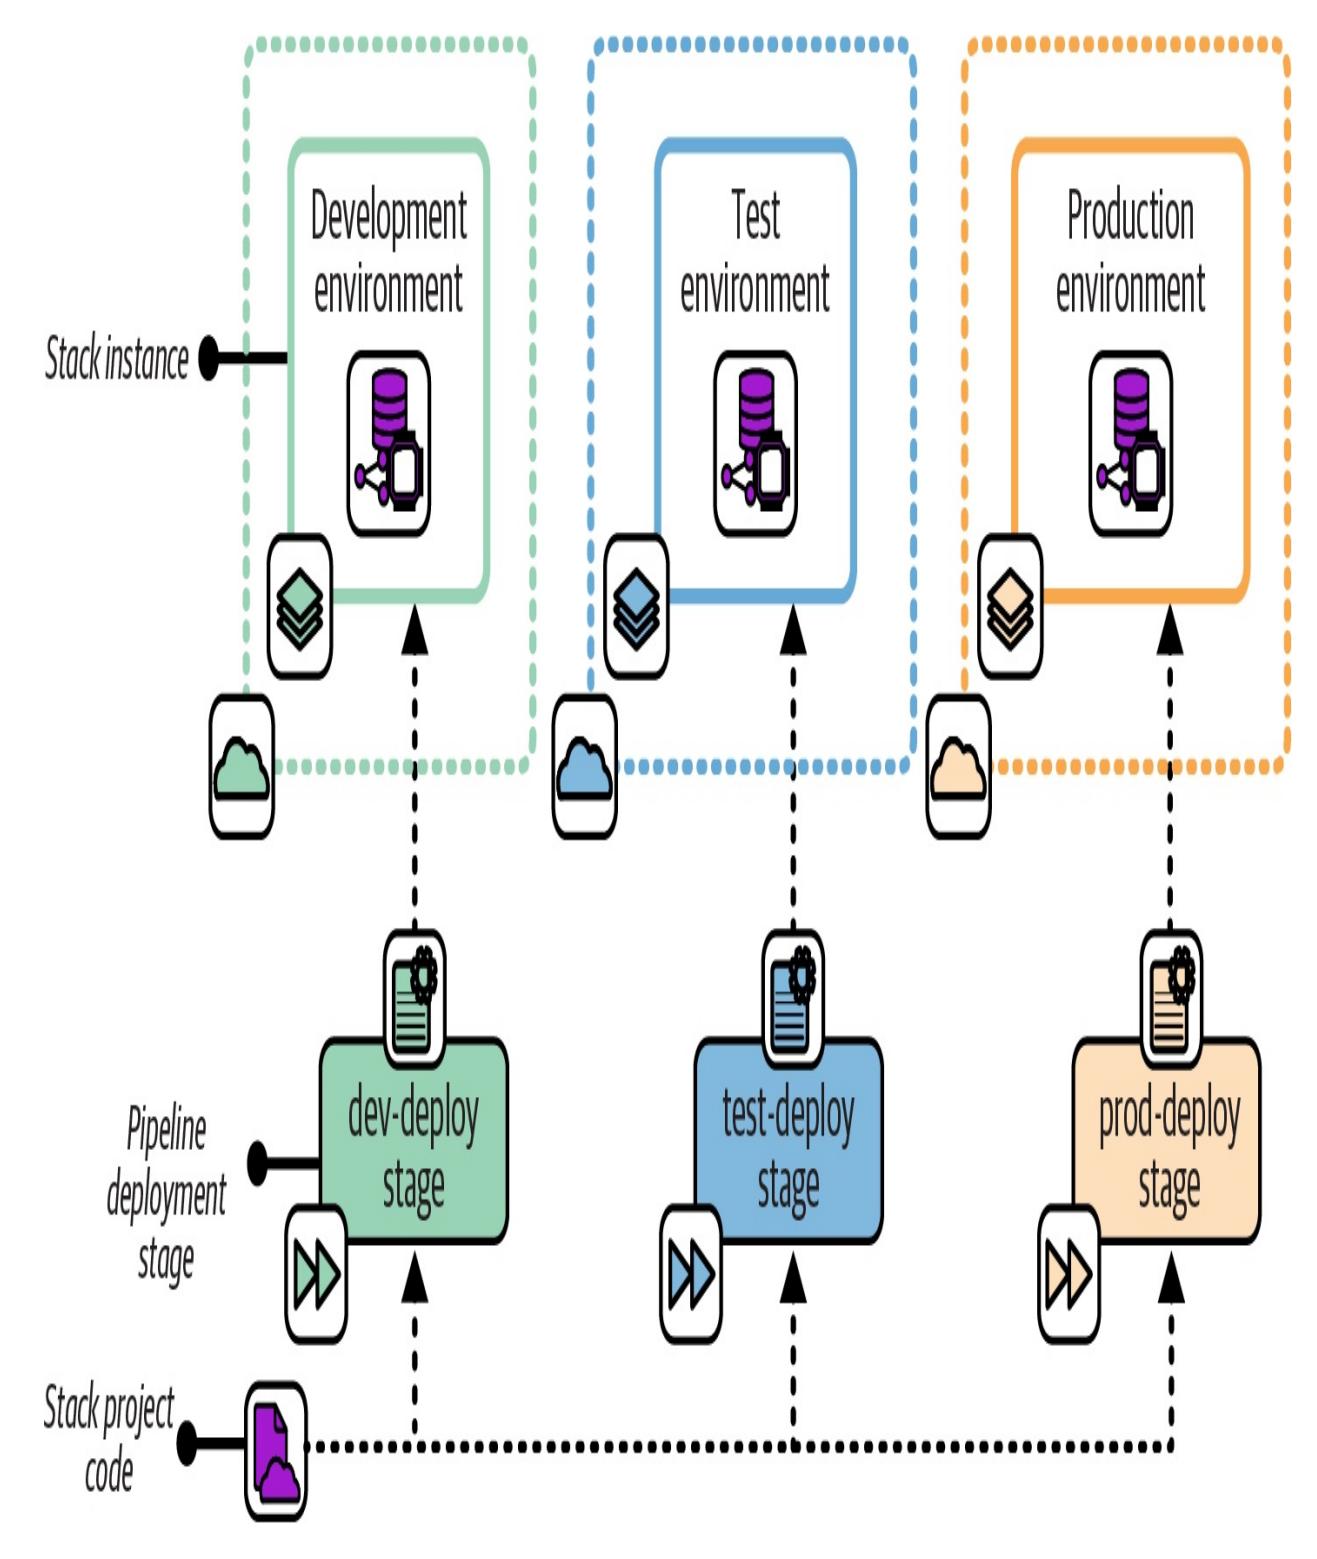 Development
environment
Test
environment
Production
environment
Stack instance
dev-deploy
stage
test-deploy
stage
prod-deploy
stage
Pipeline
deployment
stage
Stack project
code